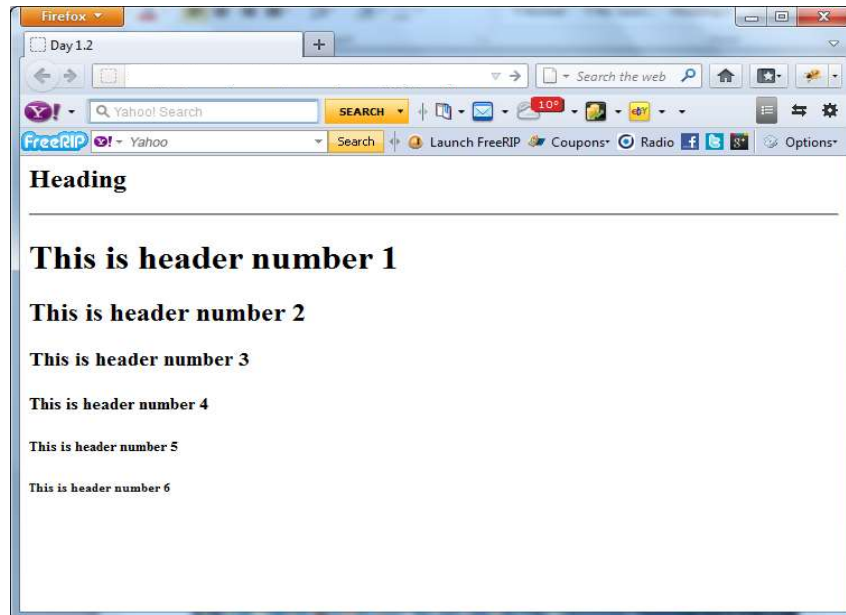 Firefox
Day 1.2
Search the web
Y! Yahoo! Search SEARCH 10° ebY
FreeRIP Y! Yahoo Search Launch FreeRIP Coupons Radio f g+ Options
Heading
This is header number 1
This is header number 2
This is header number 3
This is header number 4
This is header number 5
This is header number 6